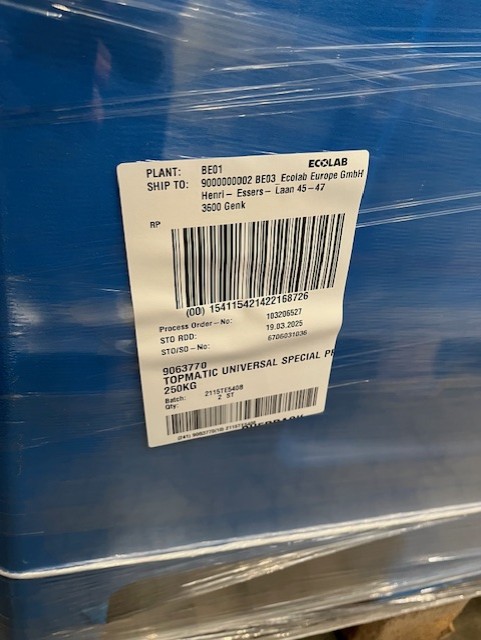 ECOLAB
PLANT: BE01
SHIP TO: 9000000002 BE03 Ecolab Europe GmbH
Henri - Essers - Laan 45-47
3600 Genk
RP
(00) 154115421422168726
Process Order-No: 103206527
STO RDD: 19.03.2025
STO/SO-No: 6706031036
9063770
TOPMATIC UNIVERSAL SPECIAL PR
250KG
Batch: 2115TE5408
Qty: 2 ST